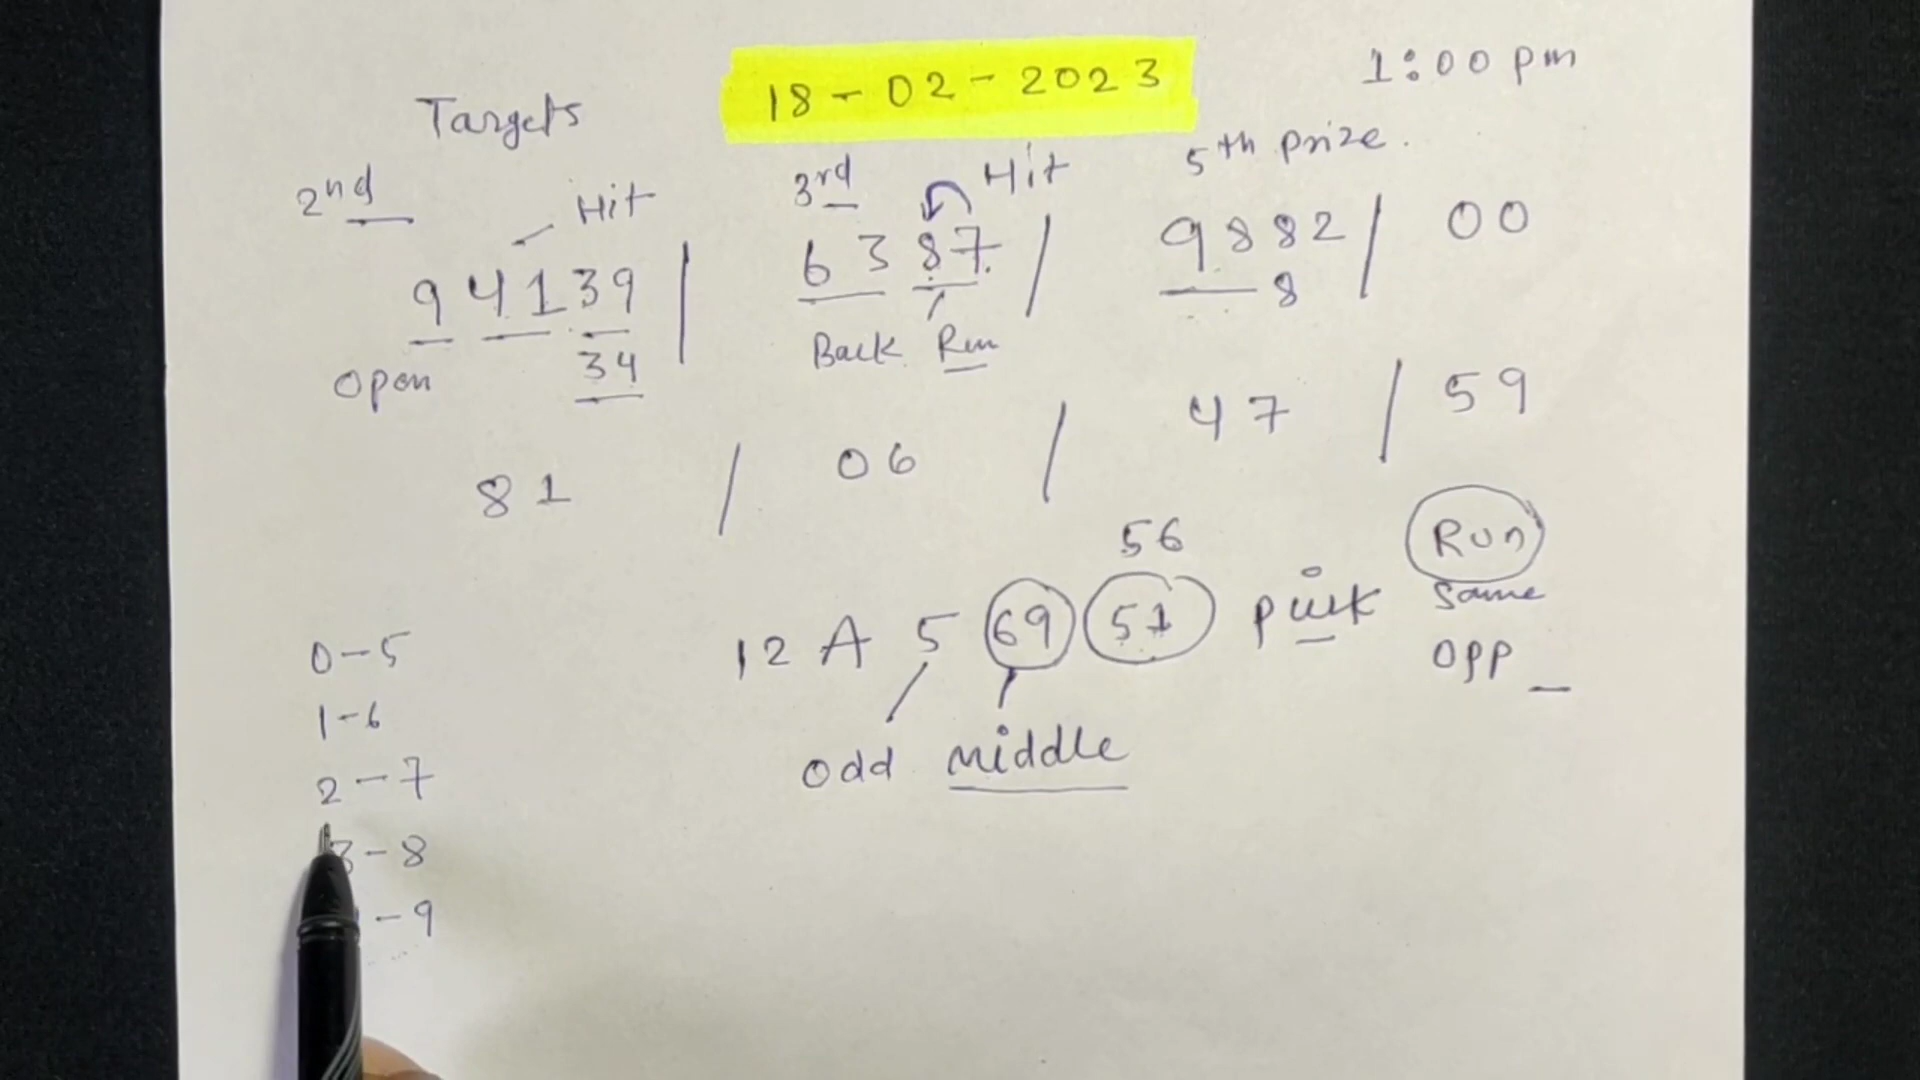 18-02-2023
1:00 pm
Targets
2nd Hit
3rd Hit
5th prize.
94139 / 6387 / 9882 / 00
34
8
Open
Back Run
81 / 06 / 47 / 59
56
12 A 5 69 51 pick
Run
Same
opp _
odd middle
0-5
1-6
2-7
3-8
-9